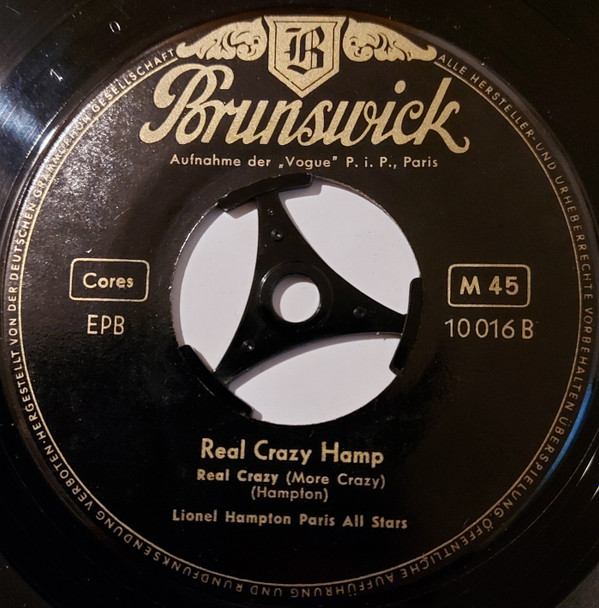 B
Brunswick
Aufnahme der „Vogue" P. i. P., Paris
Cores
EPB
M 45
10 016 B
Real Crazy Hamp
Real Crazy (More Crazy)
(Hampton)
Lionel Hampton Paris All Stars
HERGESTELLT VON DER DEUTSCHEN GRAMMOPHON GESELLSCHAFT
ALLE HERSTELLER- UND URHEBERRECHTE VORBEHALTEN ÜBERSPIELUNG ÖFFENTLICHE AUFFÜHRUNG UND RUNDFUNKSENDUNG VERBOTEN
1 0